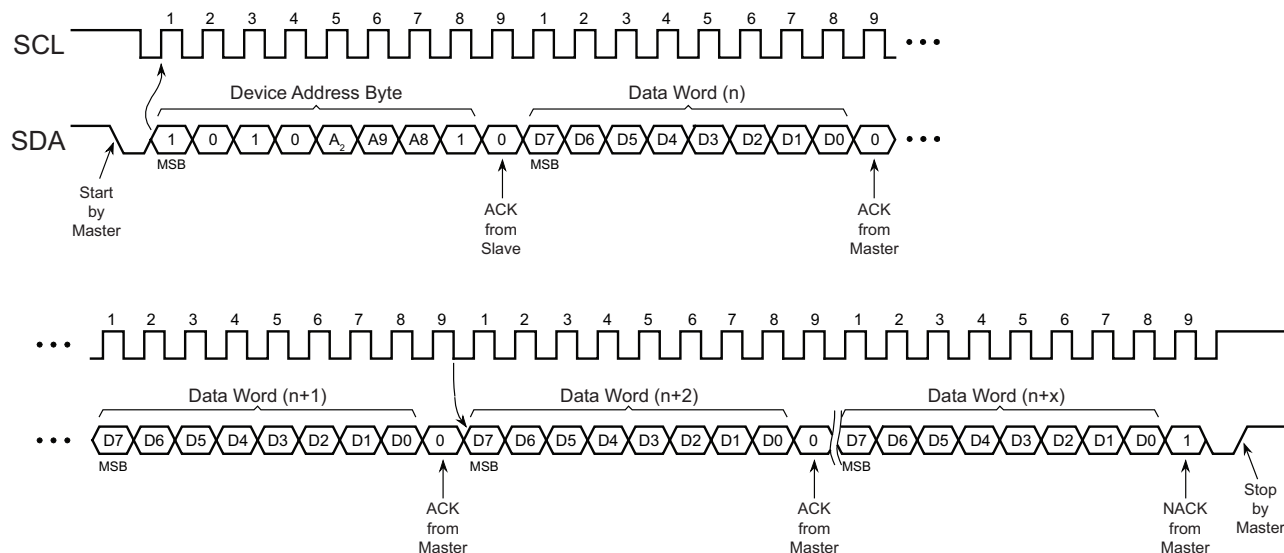 1 2 3 4 5 6 7 8 9 1 2 3 4 5 6 7 8 9
SCL
Device Address Byte Data Word (n)
SDA 1 0 1 0 A2 A9 A8 1 0 D7 D6 D5 D4 D3 D2 D1 D0 0
MSB MSB
Start
by
Master
ACK
from
Slave
ACK
from
Master
1 2 3 4 5 6 7 8 9 1 2 3 4 5 6 7 8 9 1 2 3 4 5 6 7 8 9
Data Word (n+1) Data Word (n+2) Data Word (n+x)
D7 D6 D5 D4 D3 D2 D1 D0 0 D7 D6 D5 D4 D3 D2 D1 D0 0 D7 D6 D5 D4 D3 D2 D1 D0 1
MSB MSB MSB
ACK
from
Master
ACK
from
Master
NACK
from
Master
Stop
by
Master